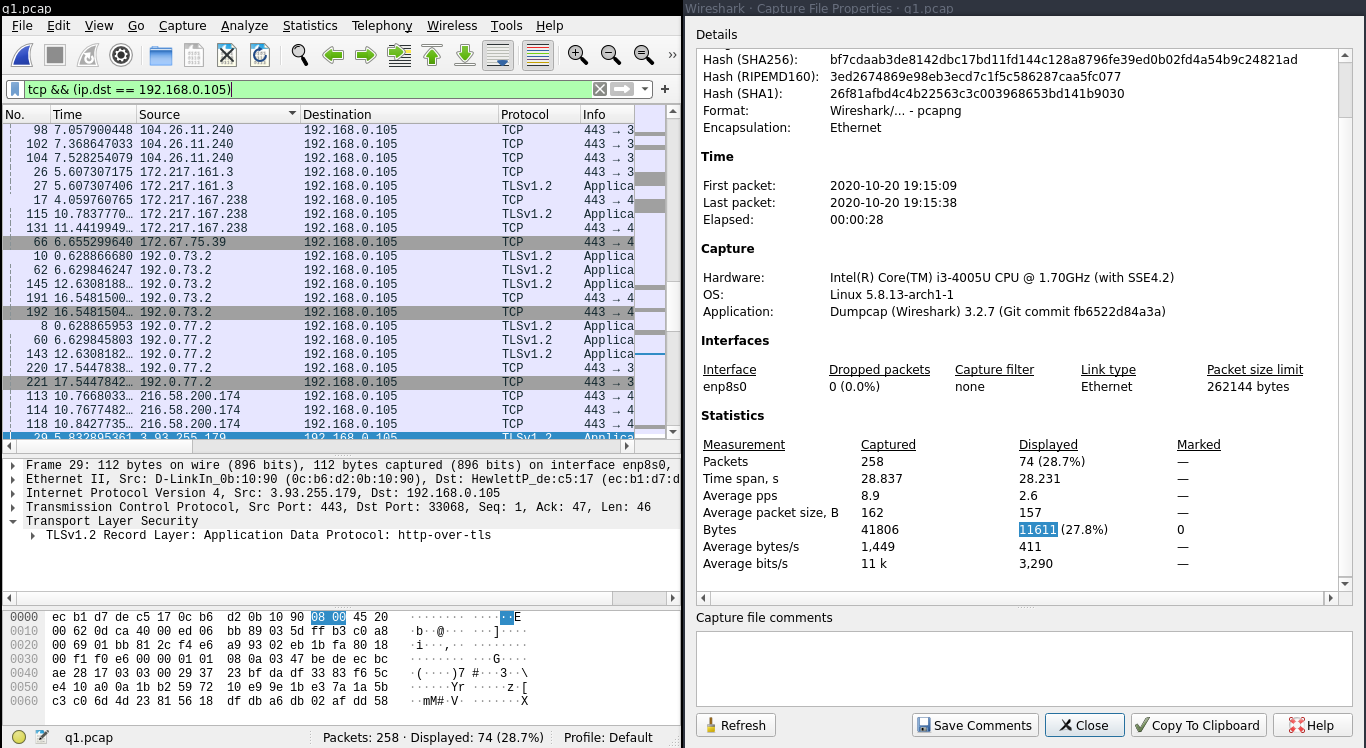 q1.pcap
File Edit View Go Capture Analyze Statistics Telephony Wireless Tools Help
tcp && (ip.dst == 192.168.0.105)
No. Time Source Destination Protocol Info
98 7.057900448 104.26.11.240 192.168.0.105 TCP 443 → 3
102 7.368647033 104.26.11.240 192.168.0.105 TCP 443 → 3
104 7.528254079 104.26.11.240 192.168.0.105 TCP 443 → 3
26 5.607307175 172.217.161.3 192.168.0.105 TCP 443 → 3
27 5.607307406 172.217.161.3 192.168.0.105 TLSv1.2 Applica
17 4.059760765 172.217.167.238 192.168.0.105 TCP 443 → 4
115 10.7837770… 172.217.167.238 192.168.0.105 TLSv1.2 Applica
131 11.4419949… 172.217.167.238 192.168.0.105 TCP 443 → 4
66 6.655299640 172.67.75.39 192.168.0.105 TCP 443 → 4
10 0.628866680 192.0.73.2 192.168.0.105 TLSv1.2 Applica
62 6.629846247 192.0.73.2 192.168.0.105 TLSv1.2 Applica
145 12.6308188… 192.0.73.2 192.168.0.105 TLSv1.2 Applica
191 16.5481500… 192.0.73.2 192.168.0.105 TCP 443 → 4
192 16.5481504… 192.0.73.2 192.168.0.105 TCP 443 → 4
8 0.628865953 192.0.77.2 192.168.0.105 TLSv1.2 Applica
60 6.629845803 192.0.77.2 192.168.0.105 TLSv1.2 Applica
143 12.6308182… 192.0.77.2 192.168.0.105 TLSv1.2 Applica
220 17.5447838… 192.0.77.2 192.168.0.105 TCP 443 → 3
221 17.5447842… 192.0.77.2 192.168.0.105 TCP 443 → 3
113 10.7668033… 216.58.200.174 192.168.0.105 TCP 443 → 4
114 10.7677482… 216.58.200.174 192.168.0.105 TCP 443 → 4
118 10.8427735… 216.58.200.174 192.168.0.105 TCP 443 → 4
29 5.832895361 3.93.255.179 192.168.0.105 TLSv1.2 Applica
Frame 29: 112 bytes on wire (896 bits), 112 bytes captured (896 bits) on interface enp8s0,
Ethernet II, Src: D-LinkIn_0b:10:90 (0c:b6:d2:0b:10:90), Dst: HewlettP_de:c5:17 (ec:b1:d7:d
Internet Protocol Version 4, Src: 3.93.255.179, Dst: 192.168.0.105
Transmission Control Protocol, Src Port: 443, Dst Port: 33068, Seq: 1, Ack: 47, Len: 46
Transport Layer Security
TLSv1.2 Record Layer: Application Data Protocol: http-over-tls
0000 ec b1 d7 de c5 17 0c b6 d2 0b 10 90 08 00 45 20 ········ ······E
0010 00 62 0d ca 40 00 ed 06 bb 89 03 5d ff b3 c0 a8 ·b··@··· ···]····
0020 00 69 01 bb 81 2c f4 e6 a9 93 02 eb 1b fa 80 18 ·i···,·· ········
0030 00 f1 f0 e6 00 00 01 01 08 0a 03 47 be de ec bc ········ ···G····
0040 ae 28 17 03 03 00 29 37 23 bf da df 33 83 f6 5c ·(····)7 #···3··\
0050 e4 10 a0 0a 1b b2 59 72 10 e9 9e 1b e3 7a 1a 5b ······Yr ·····z·[
0060 c3 c0 6d 4d 23 81 56 18 df db a6 db 02 af dd 58 ··mM#·V· ·······X
q1.pcap Packets: 258 · Displayed: 74 (28.7%) Profile: Default
Wireshark · Capture File Properties · q1.pcap
Details
Hash (SHA256): bf7cdaab3de8142dbc17bd11fd144c128a8796fe39ed0b02fd4a54b9c24821ad
Hash (RIPEMD160): 3ed2674869e98eb3ecd7c1f5c586287caa5fc077
Hash (SHA1): 26f81afbd4c4b22563c3c003968653bd141b9030
Format: Wireshark/... - pcapng
Encapsulation: Ethernet
Time
First packet: 2020-10-20 19:15:09
Last packet: 2020-10-20 19:15:38
Elapsed: 00:00:28
Capture
Hardware: Intel(R) Core(TM) i3-4005U CPU @ 1.70GHz (with SSE4.2)
OS: Linux 5.8.13-arch1-1
Application: Dumpcap (Wireshark) 3.2.7 (Git commit fb6522d84a3a)
Interfaces
Interface Dropped packets Capture filter Link type Packet size limit
enp8s0 0 (0.0%) none Ethernet 262144 bytes
Statistics
Measurement Captured Displayed Marked
Packets 258 74 (28.7%) —
Time span, s 28.837 28.231 —
Average pps 8.9 2.6 —
Average packet size, B 162 157 —
Bytes 41806 11611 (27.8%) 0
Average bytes/s 1,449 411 —
Average bits/s 11 k 3,290 —
Capture file comments
Refresh Save Comments Close Copy To Clipboard Help